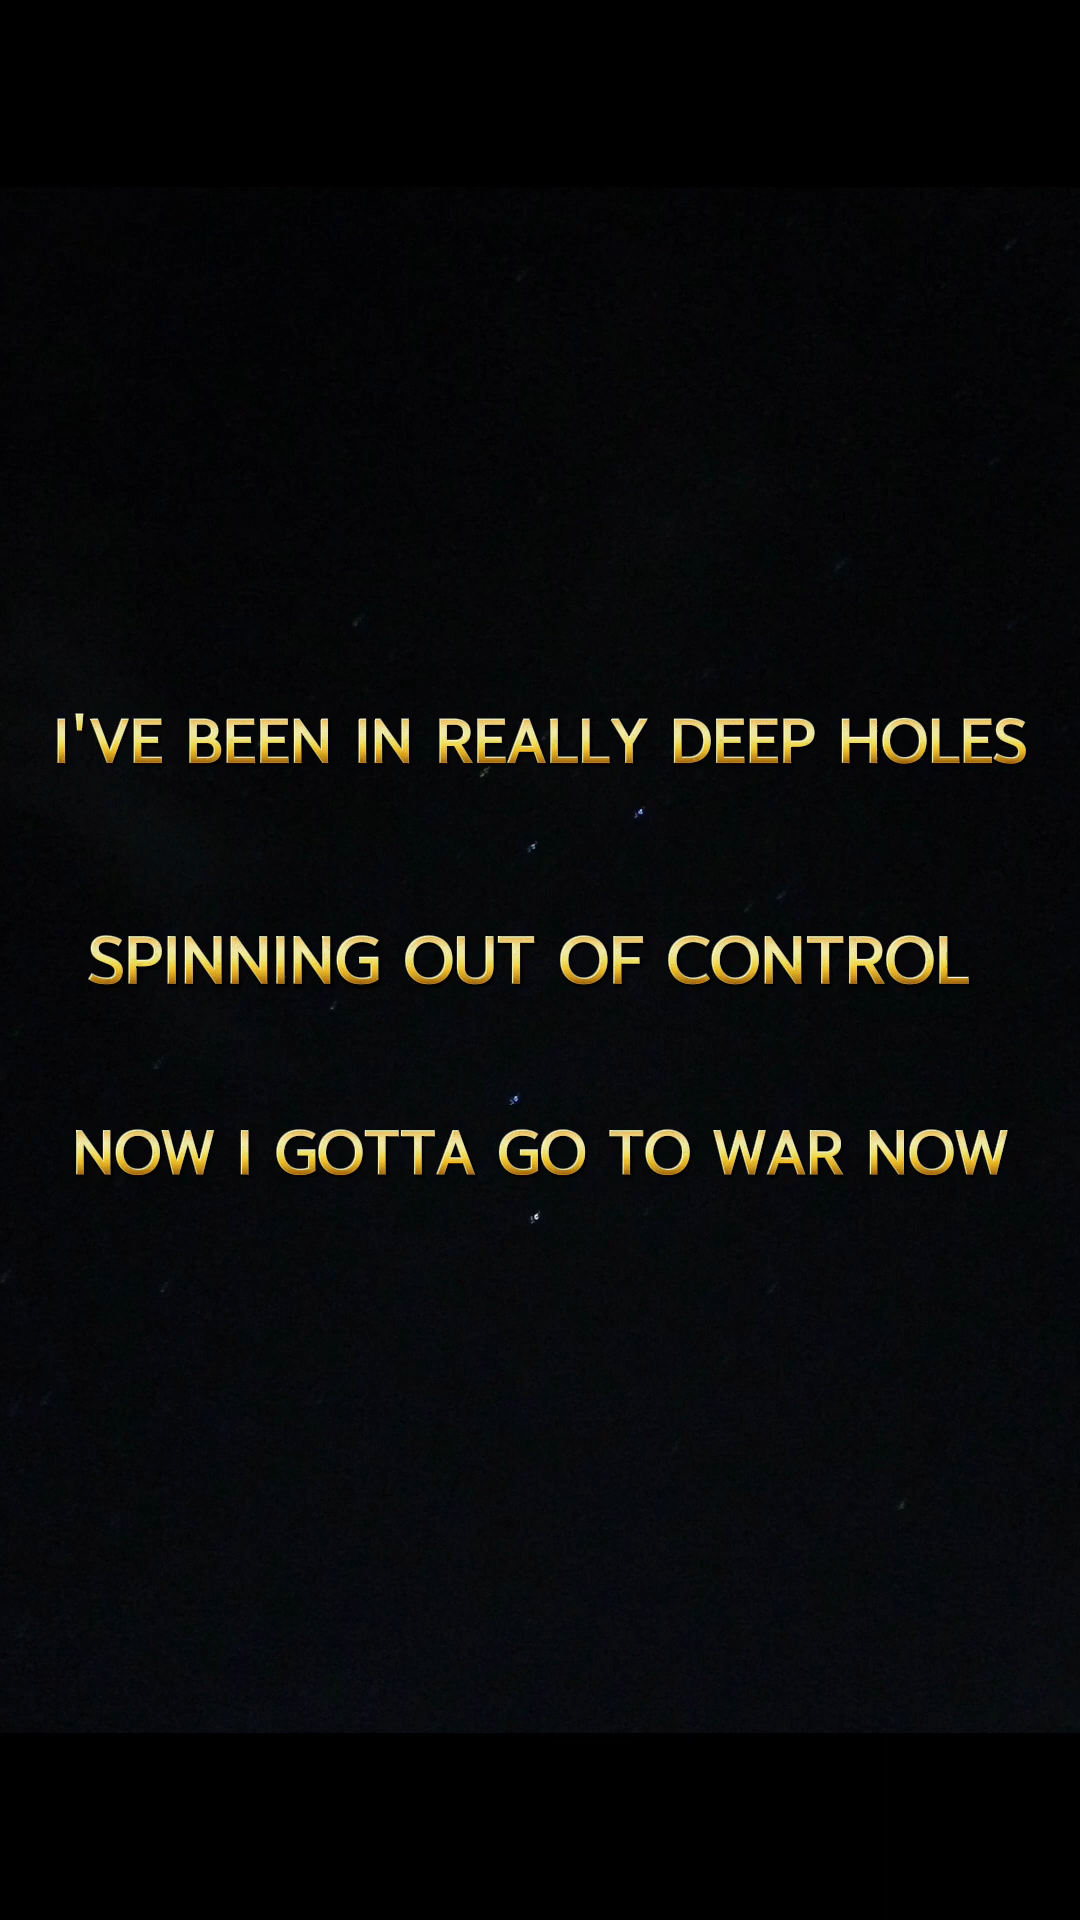 I'VE BEEN IN REALLY DEEP HOLES
SPINNING OUT OF CONTROL
NOW I GOTTA GO TO WAR NOW